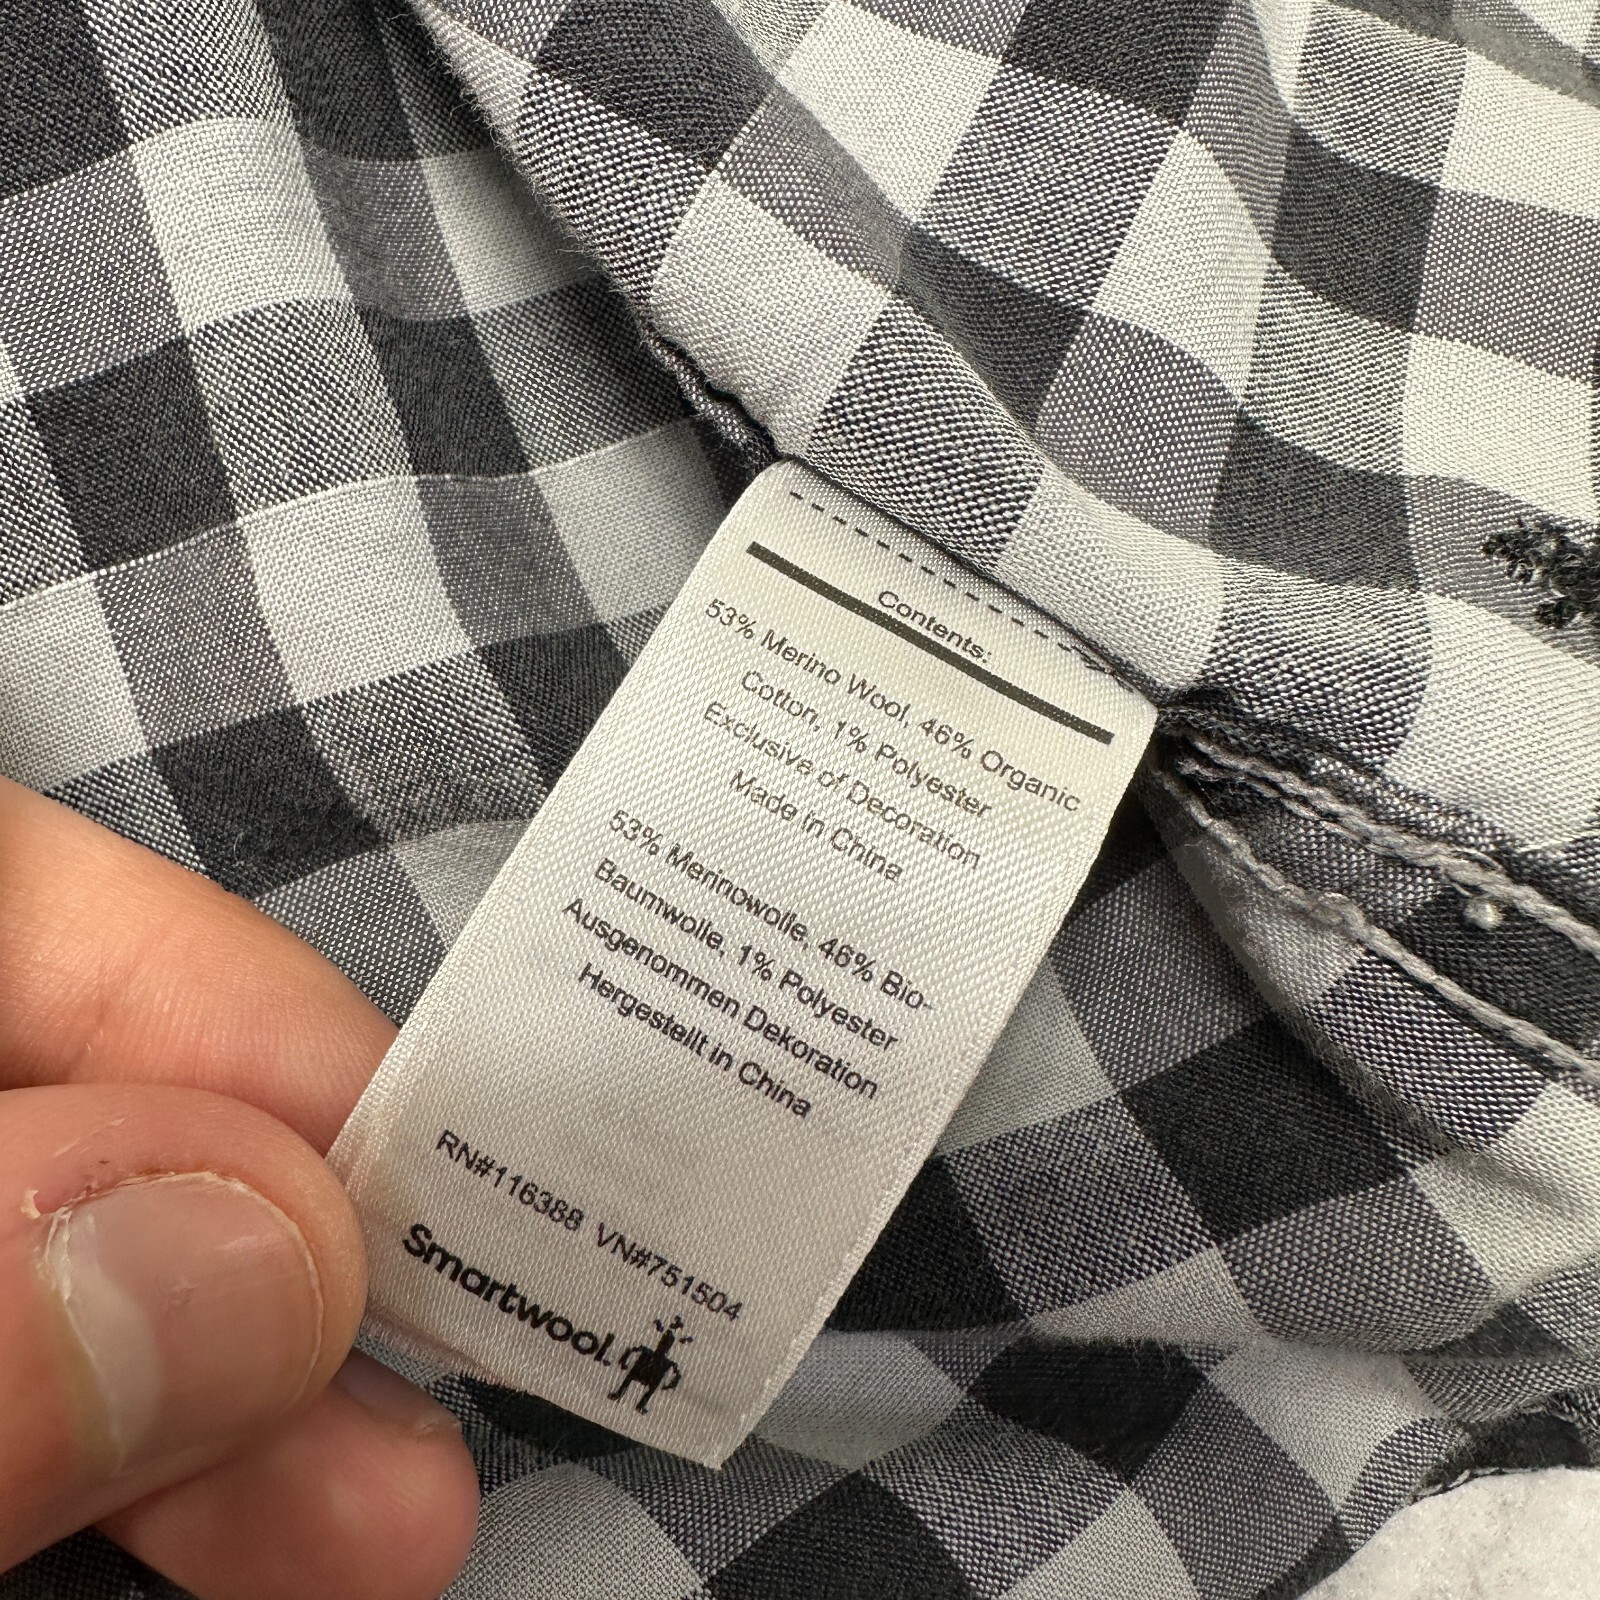 Contents:
53% Merino Wool, 46% Organic
Cotton, 1% Polyester
Exclusive of Decoration
Made in China
53% Merinowolle, 46% Bio-
Baumwolle, 1% Polyester
Ausgenommen Dekoration
Hergestellt in China
RN#116388 VN#751504
Smartwool.